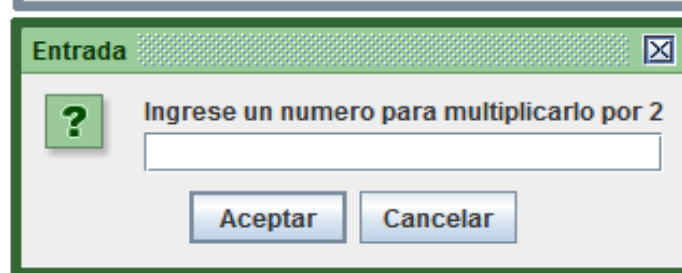 Entrada
?
Ingrese un numero para multiplicarlo por 2
Aceptar Cancelar